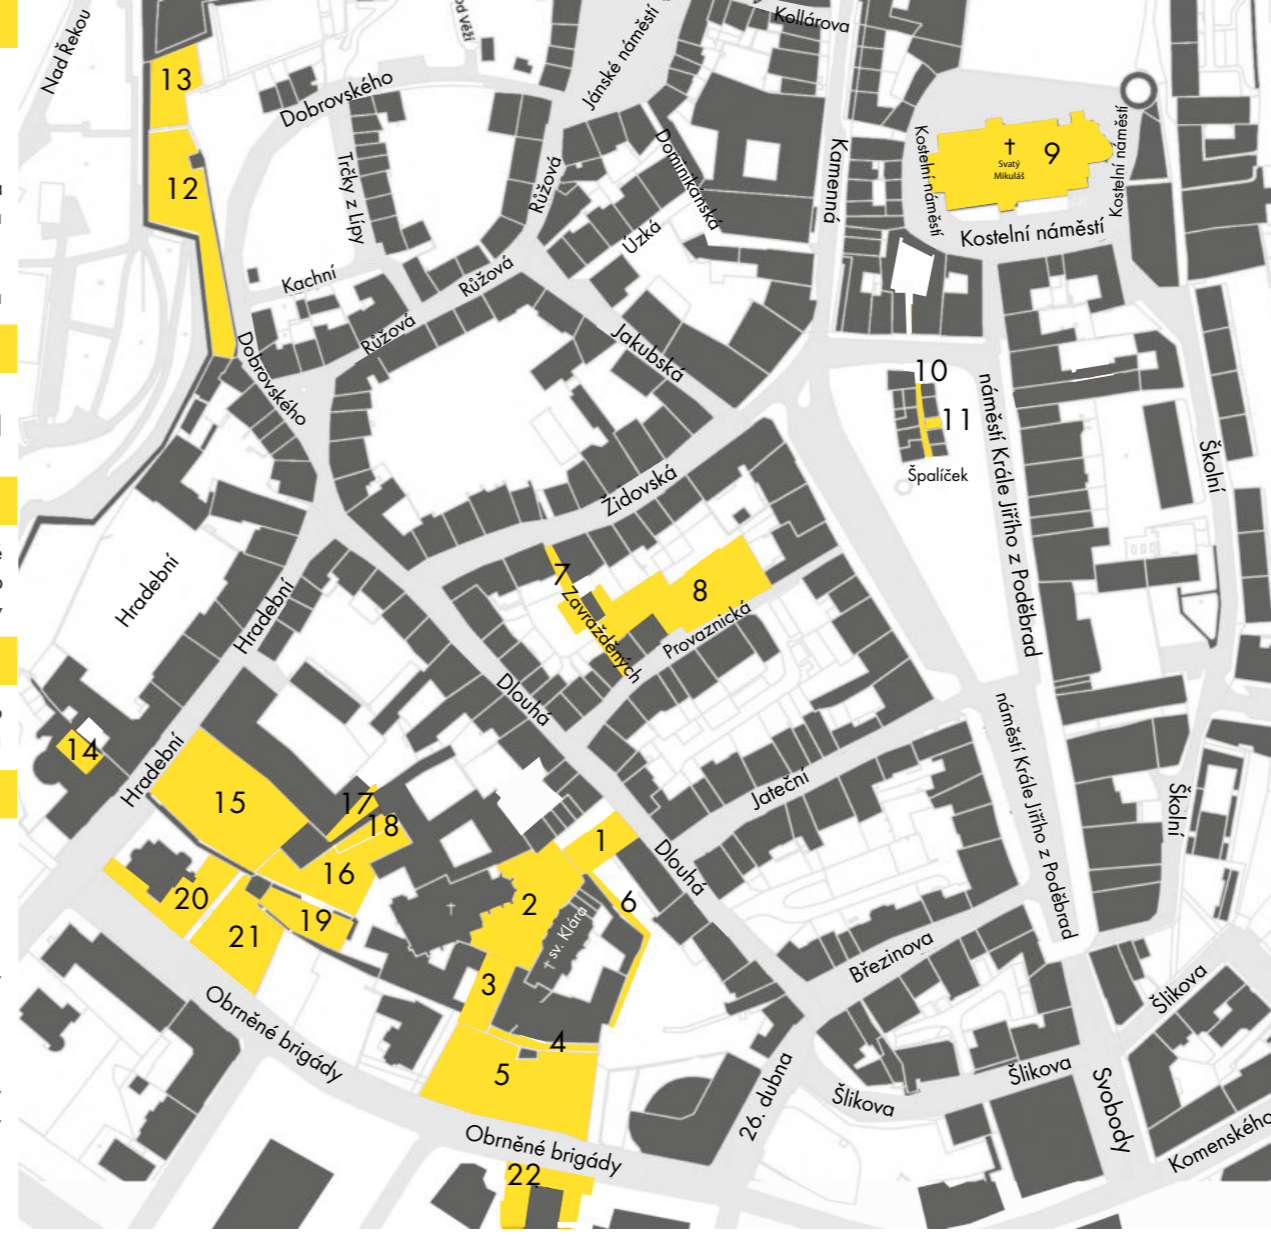 Nad Řekou
od věží
Jánské náměstí
Kollárova
13
Dobrovského
12
Trčky z lípy
Růžová
Dominikánská
Úzká
Kamenná
Kostelní náměstí
✝
Svatý
Mikuláš
9
Kostelní náměstí
Kostelní náměstí
Kachní
Růžová
Růžová
Jakubská
Dobrovského
10
11
Špalíček
náměstí Krále Jiřího z Poděbrad
Školní
Židovská
Hradební
Hradební
7
Zavražděných
8
Provaznická
Dlouhá
14
Hradební
15
17
18
16
1
Jateční
náměstí Krále Jiřího z Poděbrad
Školní
Dlouhá
20
21
19
✝
2
✝ sv. Klára
6
3
4
5
Březinova
Šlikova
Obrněné brigády
26. dubna
Šlikova
Šlikova
Svobody
Komenského
Obrněné brigády
22